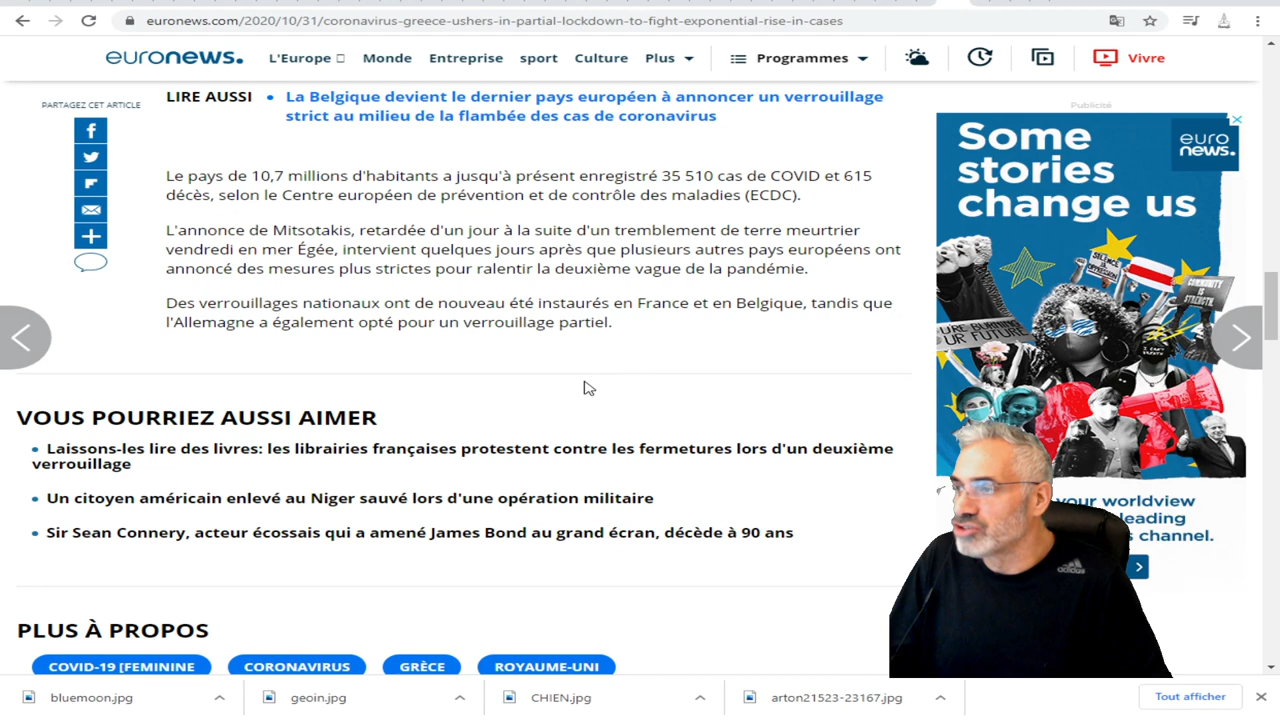 euronews.com/2020/10/31/coronavirus-greece-ushers-in-partial-lockdown-to-fight-exponential-rise-in-cases
euronews.
L'Europe
Monde
Entreprise
sport
Culture
Plus
Programmes
Vivre
PARTAGEZ CET ARTICLE
LIRE AUSSI • La Belgique devient le dernier pays européen à annoncer un verrouillage
strict au milieu de la flambée des cas de coronavirus
Le pays de 10,7 millions d'habitants a jusqu'à présent enregistré 35 510 cas de COVID et 615
décès, selon le Centre européen de prévention et de contrôle des maladies (ECDC).
L'annonce de Mitsotakis, retardée d'un jour à la suite d'un tremblement de terre meurtrier
vendredi en mer Égée, intervient quelques jours après que plusieurs autres pays européens ont
annoncé des mesures plus strictes pour ralentir la deuxième vague de la pandémie.
Des verrouillages nationaux ont de nouveau été instaurés en France et en Belgique, tandis que
l'Allemagne a également opté pour un verrouillage partiel.
VOUS POURRIEZ AUSSI AIMER
• Laissons-les lire des livres: les librairies françaises protestent contre les fermetures lors d'un deuxième
verrouillage
• Un citoyen américain enlevé au Niger sauvé lors d'une opération militaire
• Sir Sean Connery, acteur écossais qui a amené James Bond au grand écran, décède à 90 ans
PLUS À PROPOS
COVID-19 [FEMININE
CORONAVIRUS
GRÈCE
ROYAUME-UNI
Publicité
Some
stories
change us
euro
news.
SILENCE IS
OPPRESSION
COMMUNITY
IS
STRENGTH
UR FUTURE
your worldview
leading
channel.
adidas
bluemoon.jpg
geoin.jpg
CHIEN.jpg
arton21523-23167.jpg
Tout afficher